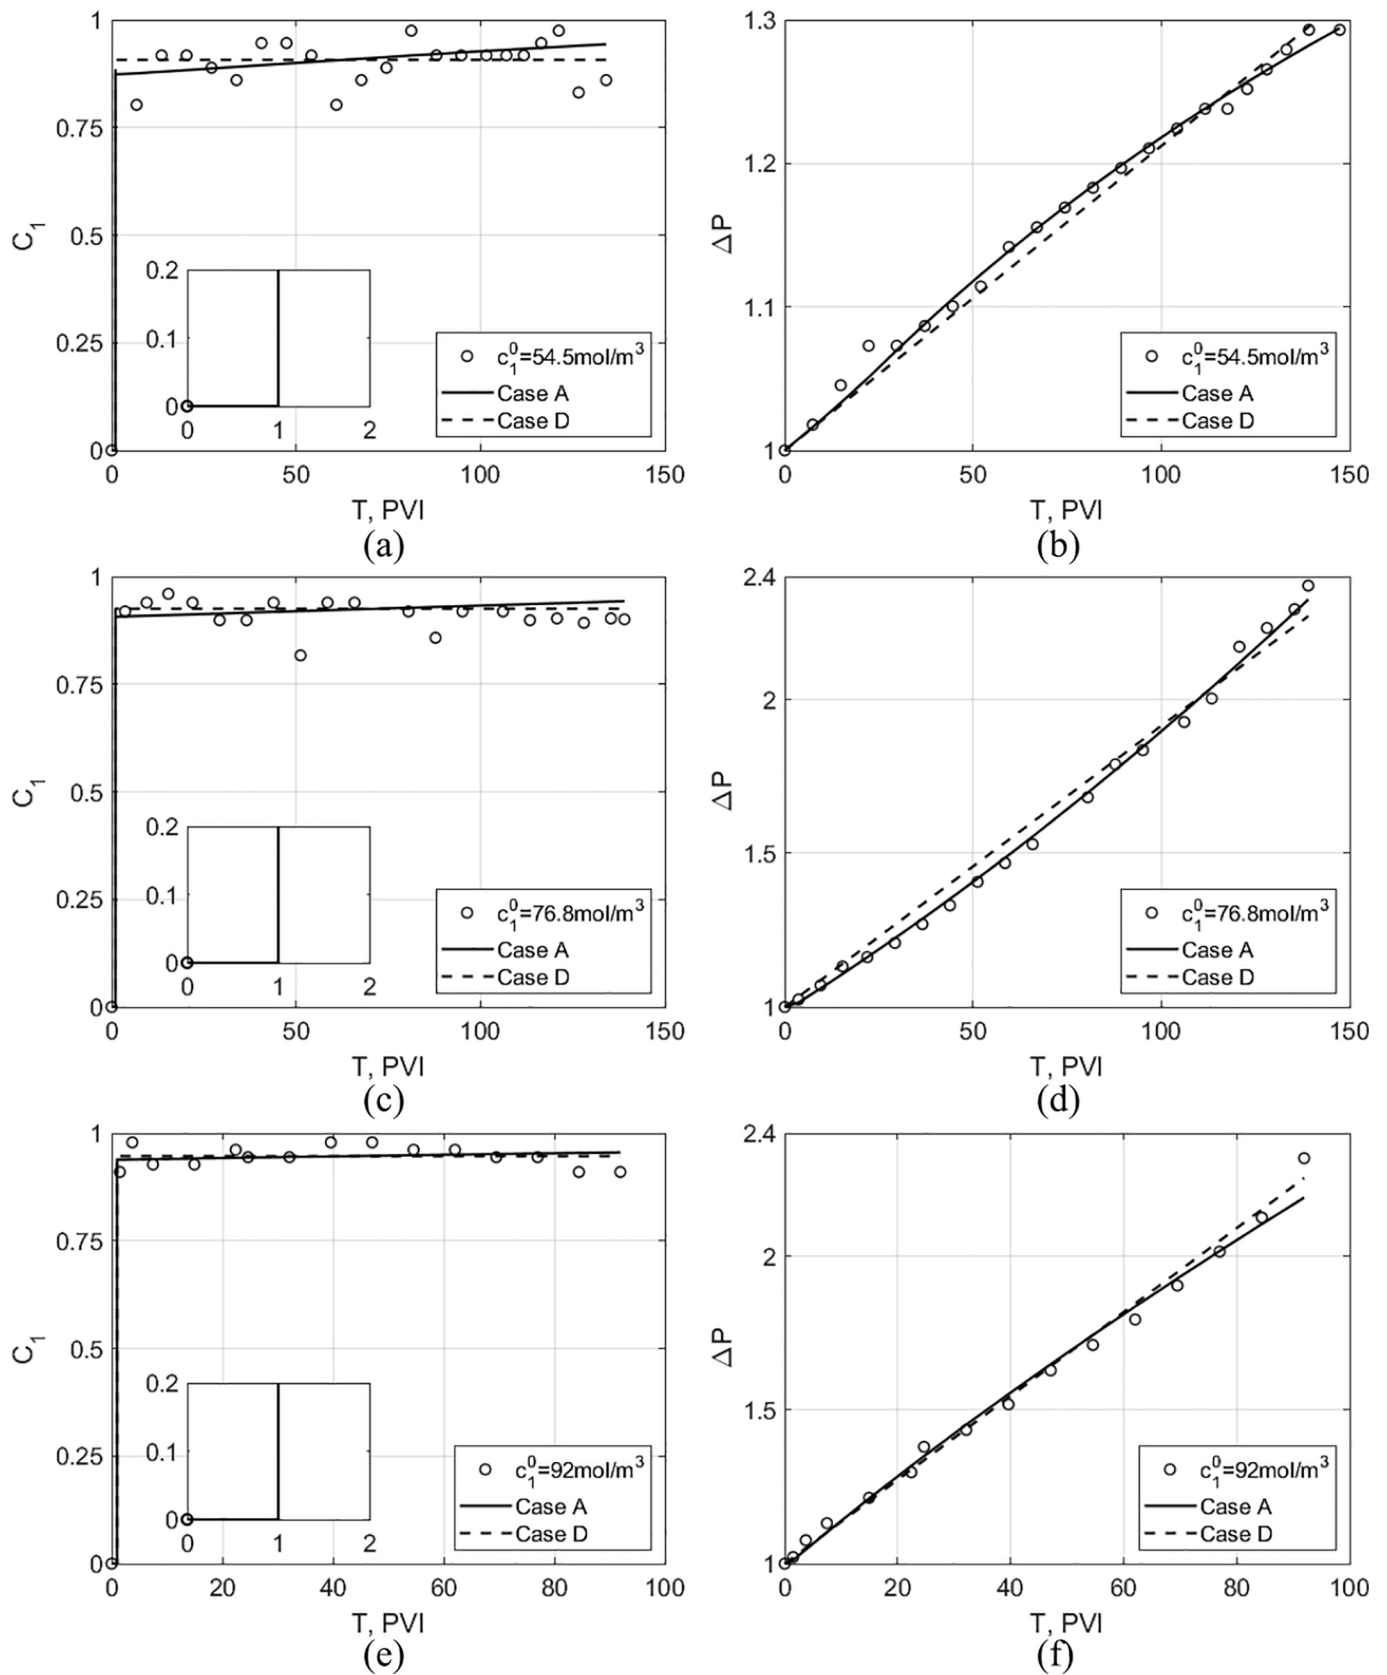 1
0.75
0.5
0.25
0
C₁
0.2
0.1
0
0 1 2
c₁⁰=54.5mol/m³
Case A
Case D
0 50 100 150
T, PVI
(a)
1.3
1.2
1.1
1
ΔP
c₁⁰=54.5mol/m³
Case A
Case D
0 50 100 150
T, PVI
(b)
1
0.75
0.5
0.25
0
C₁
0.2
0.1
0
0 1 2
c₁⁰=76.8mol/m³
Case A
Case D
0 50 100 150
T, PVI
(c)
2.4
2
1.5
1
ΔP
c₁⁰=76.8mol/m³
Case A
Case D
0 50 100 150
T, PVI
(d)
1
0.75
0.5
0.25
0
C₁
0.2
0.1
0
0 1 2
c₁⁰=92mol/m³
Case A
Case D
0 20 40 60 80 100
T, PVI
(e)
2.4
2
1.5
1
ΔP
c₁⁰=92mol/m³
Case A
Case D
0 20 40 60 80 100
T, PVI
(f)